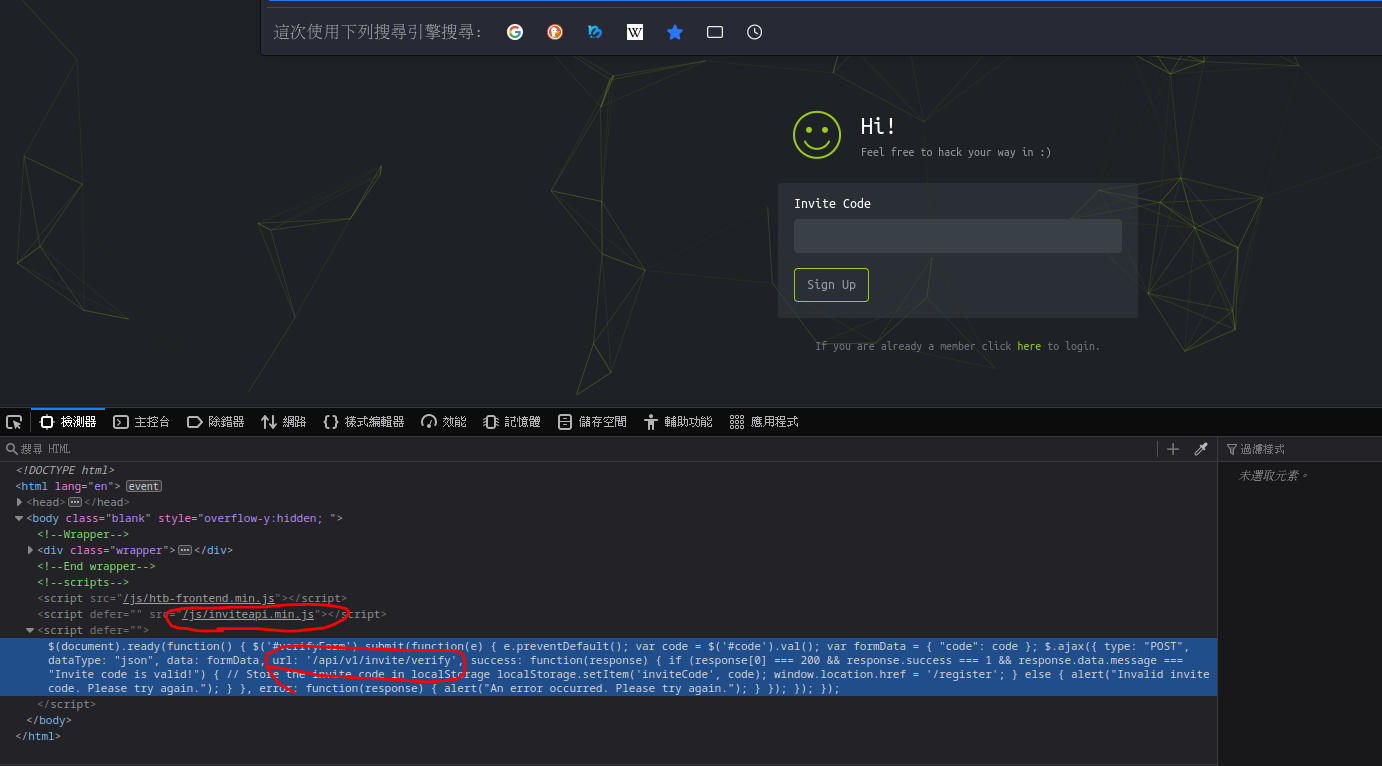 這次使用下列搜尋引擎搜尋:
W
Hi!
Feel free to hack your way in :)
Invite Code
Sign Up
If you are already a member click here to login.
檢測器 主控台 除錯器 網路 樣式編輯器 效能 記憶體 儲存空間 輔助功能 應用程式
搜尋 HTML
過濾樣式
未選取元素。
<!DOCTYPE html>
<html lang="en"> event
<head>…</head>
<body class="blank" style="overflow-y:hidden; ">
<!--Wrapper-->
<div class="wrapper">…</div>
<!--End wrapper-->
<!--scripts-->
<script src="/js/htb-frontend.min.js"></script>
<script defer="" src="/js/inviteapi.min.js"></script>
<script defer="">
$(document).ready(function() { $('#verifyForm').submit(function(e) { e.preventDefault(); var code = $('#code').val(); var formData = { "code": code }; $.ajax({ type: "POST",
dataType: "json", data: formData, url: '/api/v1/invite/verify', success: function(response) { if (response[0] === 200 && response.success === 1 && response.data.message ===
"Invite code is valid!") { // Store the invite code in localStorage localStorage.setItem('inviteCode', code); window.location.href = '/register'; } else { alert("Invalid invite
code. Please try again."); } }, error: function(response) { alert("An error occurred. Please try again."); } }); }); });
</script>
</body>
</html>